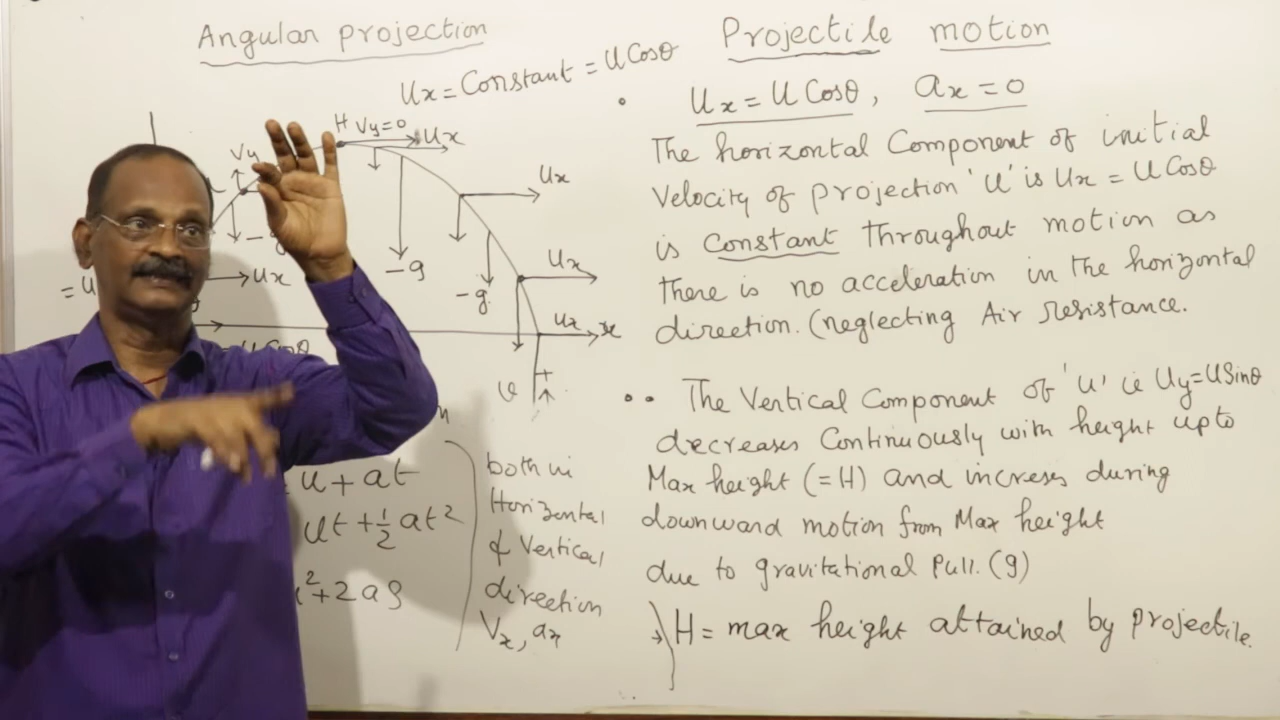 Angular projection
Ux = Constant = U Cosθ
H Vy=0
Ux
Vy
Ux
-g
Ux
-g
Ux
= U
Ux
x
+
u + at
ut + ½ at²
²+2as
both in
Horizontal
& Vertical
direction
Vx, ax
Projectile motion
• Ux = U Cosθ, ax = 0
The horizontal Component of initial
Velocity of projection 'U' is Ux = U Cosθ
is Constant throughout motion as
there is no acceleration in the horizontal
direction. (neglecting Air resistance.
•• The Vertical Component of 'U' ie Uy=USinθ
decreases Continuously with height upto
Max height (=H) and increses during
downward motion from Max height
due to gravitational Pull. (g)
H = max height attained by projectile.